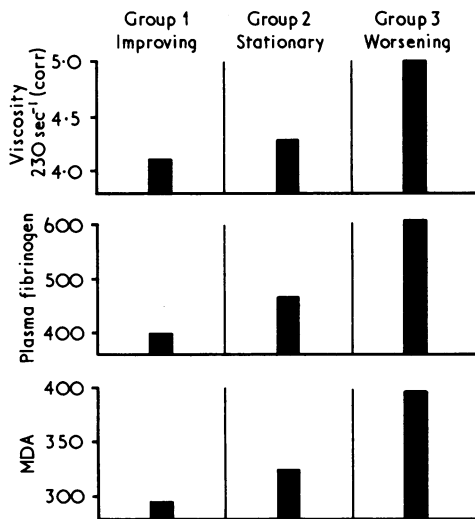 Group 1 Group 2 Group 3
Improving Stationary Worsening
Viscosity
230 sec⁻¹ (corr)
5·0
4·5
4·0
Plasma fibrinogen
600
500
400
MDA
400
350
300